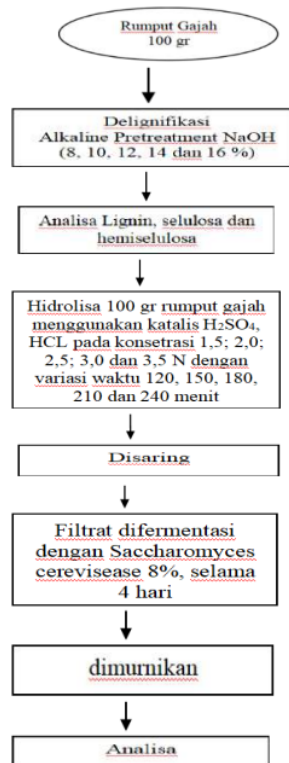 Rumput Gajah
100 gr
Delignifikasi
Alkaline Pretreatment NaOH
(8, 10, 12, 14 dan 16 %)
Analisa Lignin, selulosa dan
hemiselulosa
Hidrolisa 100 gr rumput gajah
menggunakan katalis H₂SO₄,
HCL pada konsetrasi 1,5; 2,0;
2,5; 3,0 dan 3,5 N dengan
variasi waktu 120, 150, 180,
210 dan 240 menit
Disaring
Filtrat difermentasi
dengan Saccharomyces
cerevisease 8%, selama
4 hari
dimurnikan
Analisa